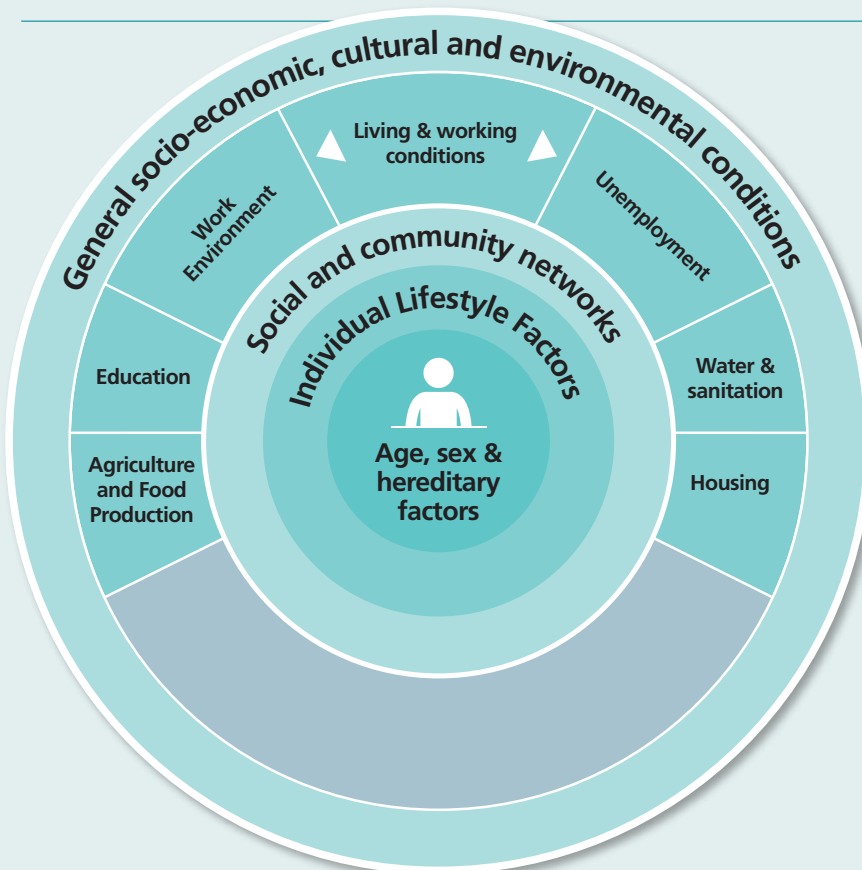 General socio-economic, cultural and environmental conditions
Living & working
conditions
Work
Environment
Unemployment
Social and community networks
Individual Lifestyle Factors
Education
Water &
sanitation
Agriculture
and Food
Production
Housing
Age, sex &
hereditary
factors